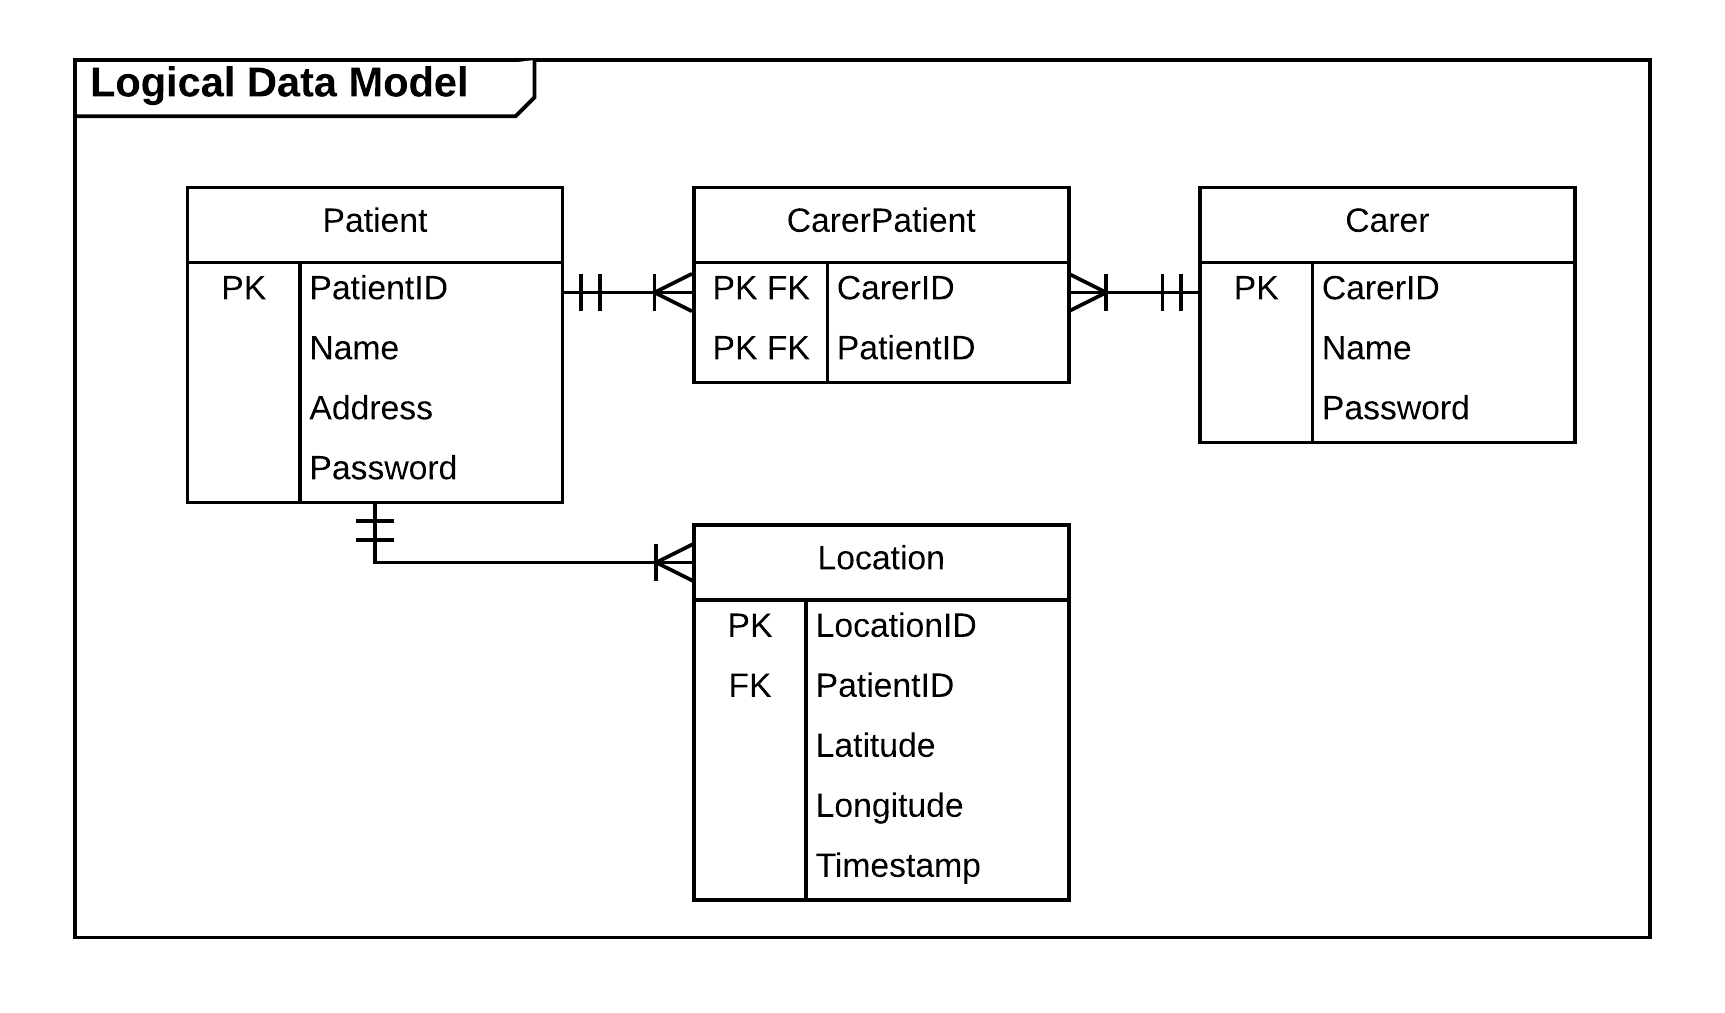 Logical Data Model
Patient
PK PatientID
Name
Address
Password
CarerPatient
PK FK CarerID
PK FK PatientID
Carer
PK CarerID
Name
Password
Location
PK LocationID
FK PatientID
Latitude
Longitude
Timestamp